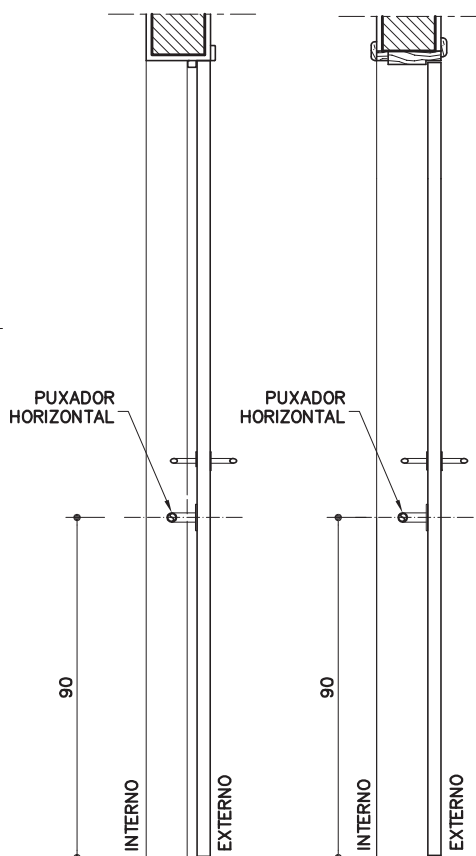 PUXADOR
HORIZONTAL
PUXADOR
HORIZONTAL
90
90
INTERNO
EXTERNO
INTERNO
EXTERNO